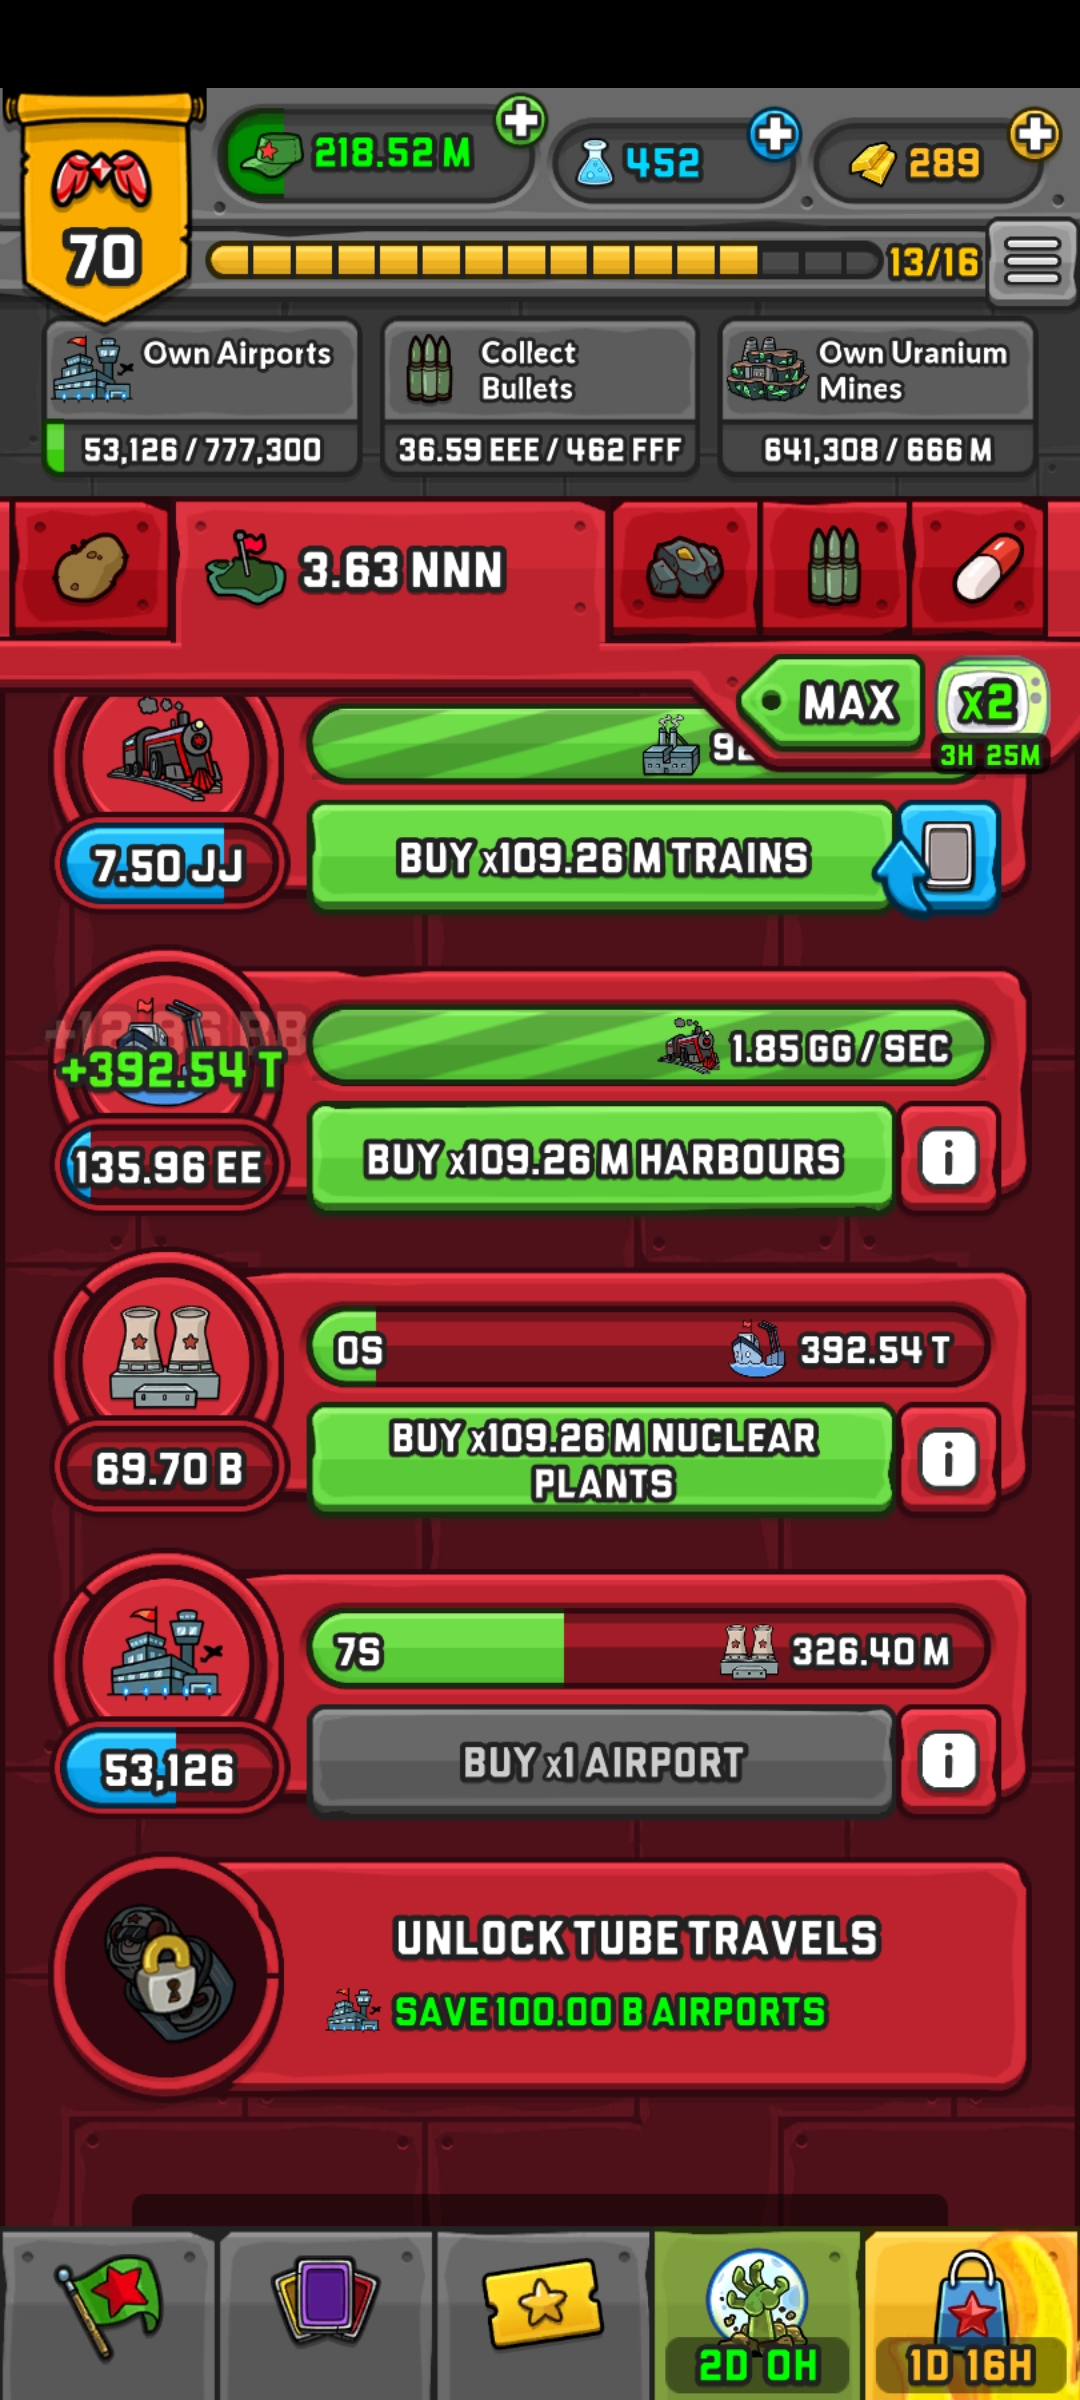 218.52 M
452
289
70
13/16
Own Airports
53,126 / 777,300
Collect
Bullets
36.59 EEE / 462 FFF
Own Uranium
Mines
641,308 / 666 M
3.63 NNN
MAX
x2
3H 25M
7.50 JJ
BUY x109.26 M TRAINS
+392.54 T
1.85 GG / SEC
135.96 EE
BUY x109.26 M HARBOURS
i
0S
392.54 T
69.70 B
BUY x109.26 M NUCLEAR
PLANTS
i
7S
326.40 M
53,126
BUY x1 AIRPORT
i
UNLOCK TUBE TRAVELS
SAVE 100.00 B AIRPORTS
2D 0H
1D 16H